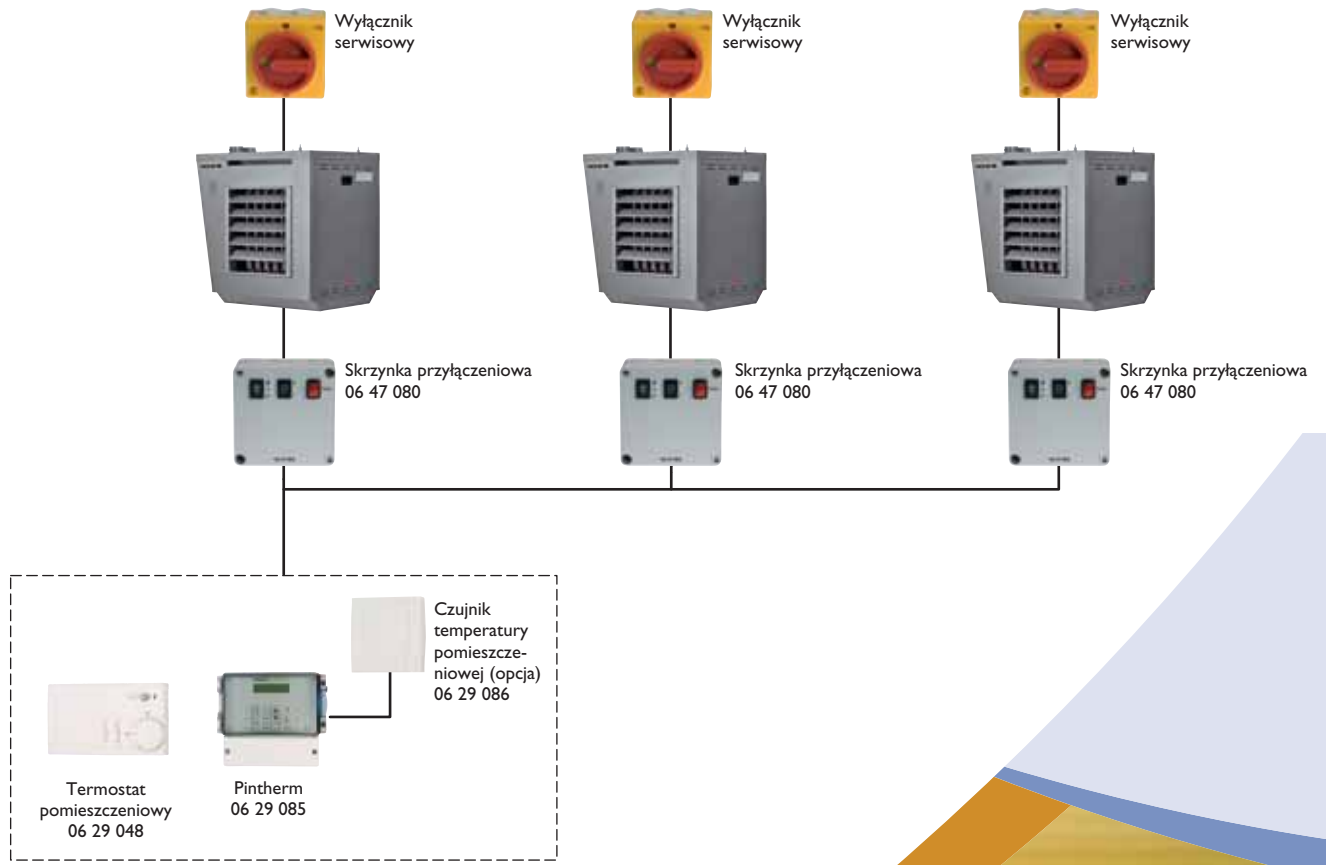 Wyłącznik
serwisowy
Wyłącznik
serwisowy
Wyłącznik
serwisowy
Skrzynka przyłączeniowa
06 47 080
Skrzynka przyłączeniowa
06 47 080
Skrzynka przyłączeniowa
06 47 080
Czujnik
temperatury
pomieszcze-
niowej (opcja)
06 29 086
Termostat
pomieszczeniowy
06 29 048
Pintherm
06 29 085